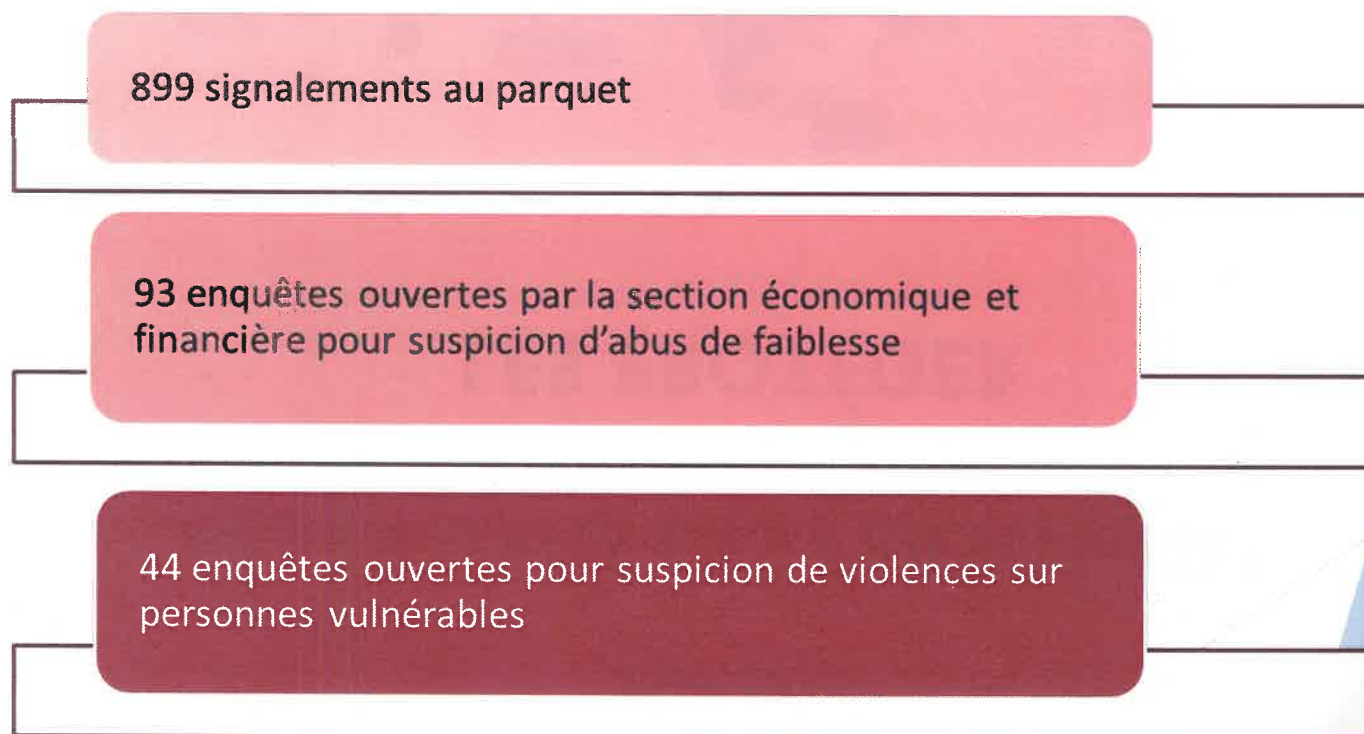 899 signalements au parquet
93 enquêtes ouvertes par la section économique et
financière pour suspicion d'abus de faiblesse
44 enquêtes ouvertes pour suspicion de violences sur
personnes vulnérables